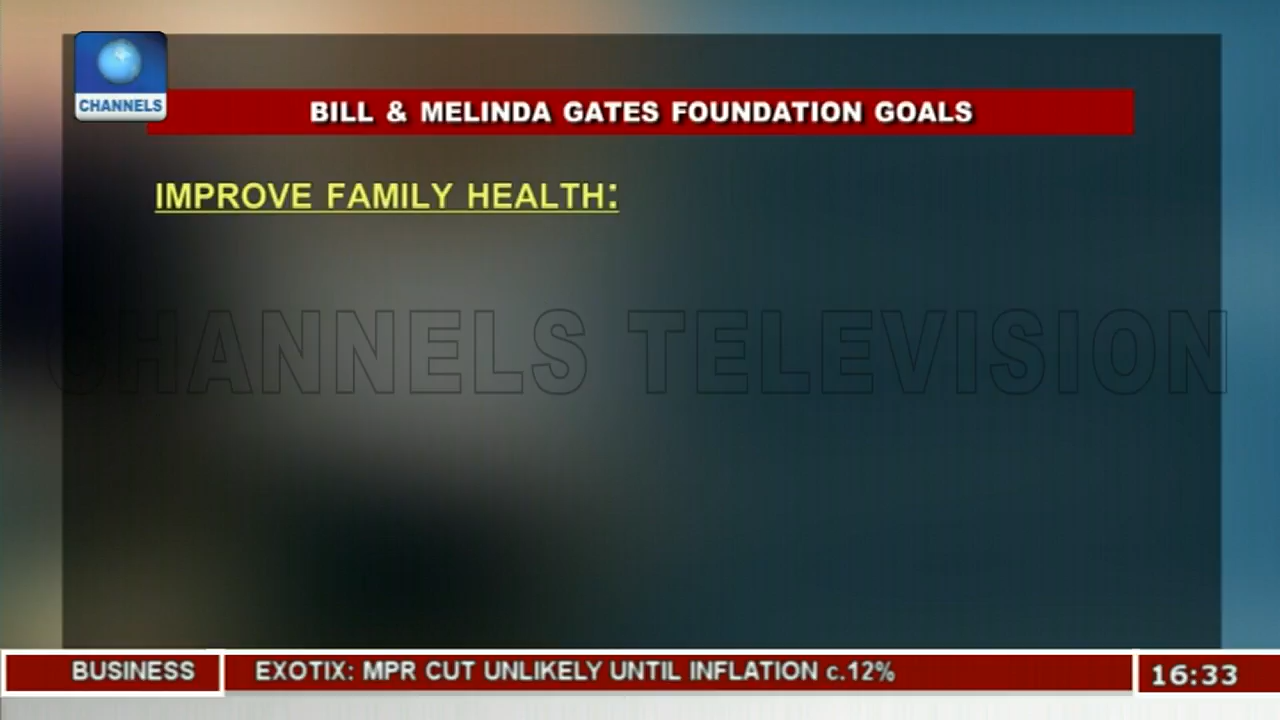 CHANNELS
BILL & MELINDA GATES FOUNDATION GOALS
IMPROVE FAMILY HEALTH:
CHANNELS TELEVISION
BUSINESS
EXOTIX: MPR CUT UNLIKELY UNTIL INFLATION c.12%
16:33